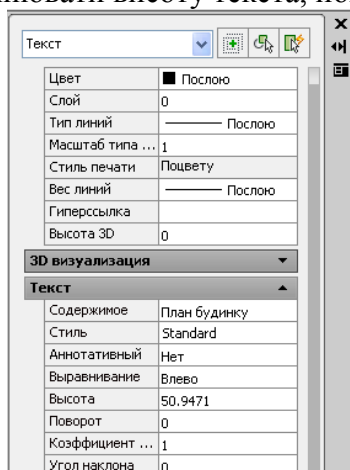 Текст
Цвет Послою
Слой 0
Тип линий Послою
Масштаб типа ... 1
Стиль печати Поцвету
Вес линий Послою
Гиперссылка
Высота 3D 0
3D визуализация
Текст
Содержимое План будинку
Стиль Standard
Аннотативный Нет
Выравнивание Влево
Высота 50.9471
Поворот 0
Коэффициент ... 1
Угол наклона 0